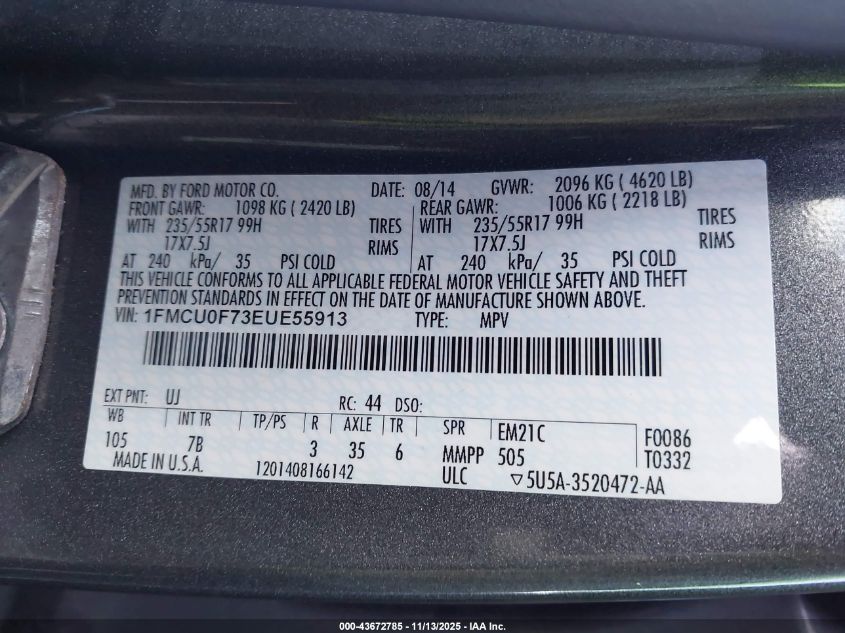 MFD. BY FORD MOTOR CO. DATE: 08/14 GVWR: 2096 KG ( 4620 LB)
FRONT GAWR: 1098 KG ( 2420 LB) REAR GAWR: 1006 KG ( 2218 LB)
WITH 235/55R17 99H TIRES WITH 235/55R17 99H TIRES
17X7.5J RIMS 17X7.5J RIMS
AT 240 kPa/ 35 PSI COLD AT 240 kPa/ 35 PSI COLD
THIS VEHICLE CONFORMS TO ALL APPLICABLE FEDERAL MOTOR VEHICLE SAFETY AND THEFT
PREVENTION STANDARDS IN EFFECT ON THE DATE OF MANUFACTURE SHOWN ABOVE.
VIN: 1FMCU0F73EUE55913 TYPE: MPV
EXT PNT: UJ RC: 44 DSO:
WB INT TR TP/PS R AXLE TR SPR EM21C F0086
105 7B 3 35 6 MMPP 505 T0332
MADE IN U.S.A. 1201408166142 ULC ▽5U5A-3520472-AA
000-43672785 - 11/13/2025 - IAA Inc.